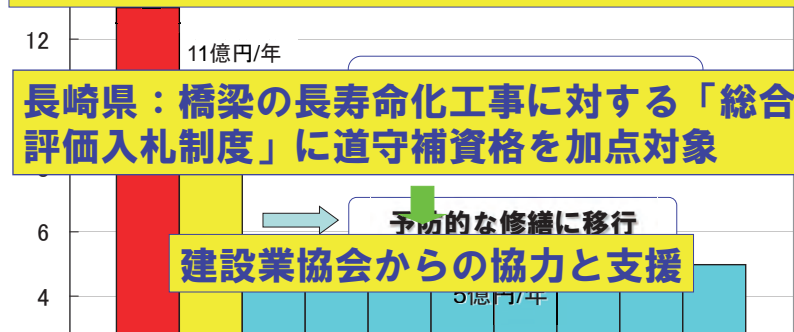 12
11億円/年
長崎県：橋梁の長寿命化工事に対する「総合
評価入札制度」に道守補資格を加点対象
6
予防的な修繕に移行
建設業協会からの協力と支援
4
5億円/年